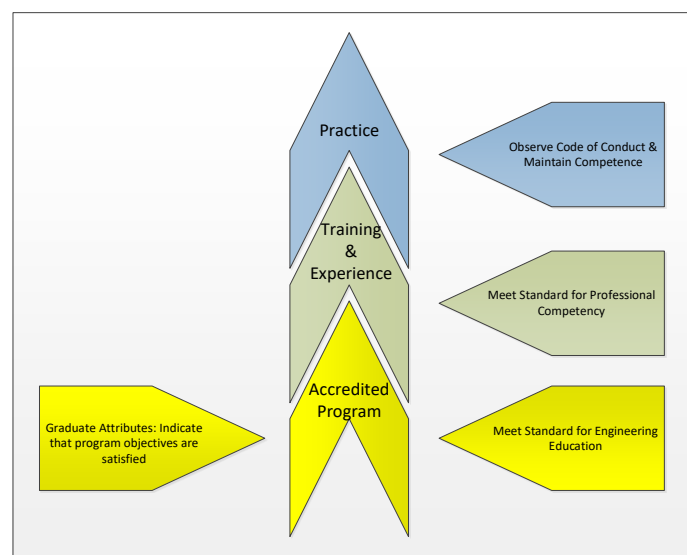 Practice
Observe Code of Conduct &
Maintain Competence
Training
&
Experience
Meet Standard for Professional
Competency
Accredited
Program
Graduate Attributes: Indicate
that program objectives are
satisfied
Meet Standard for Engineering
Education